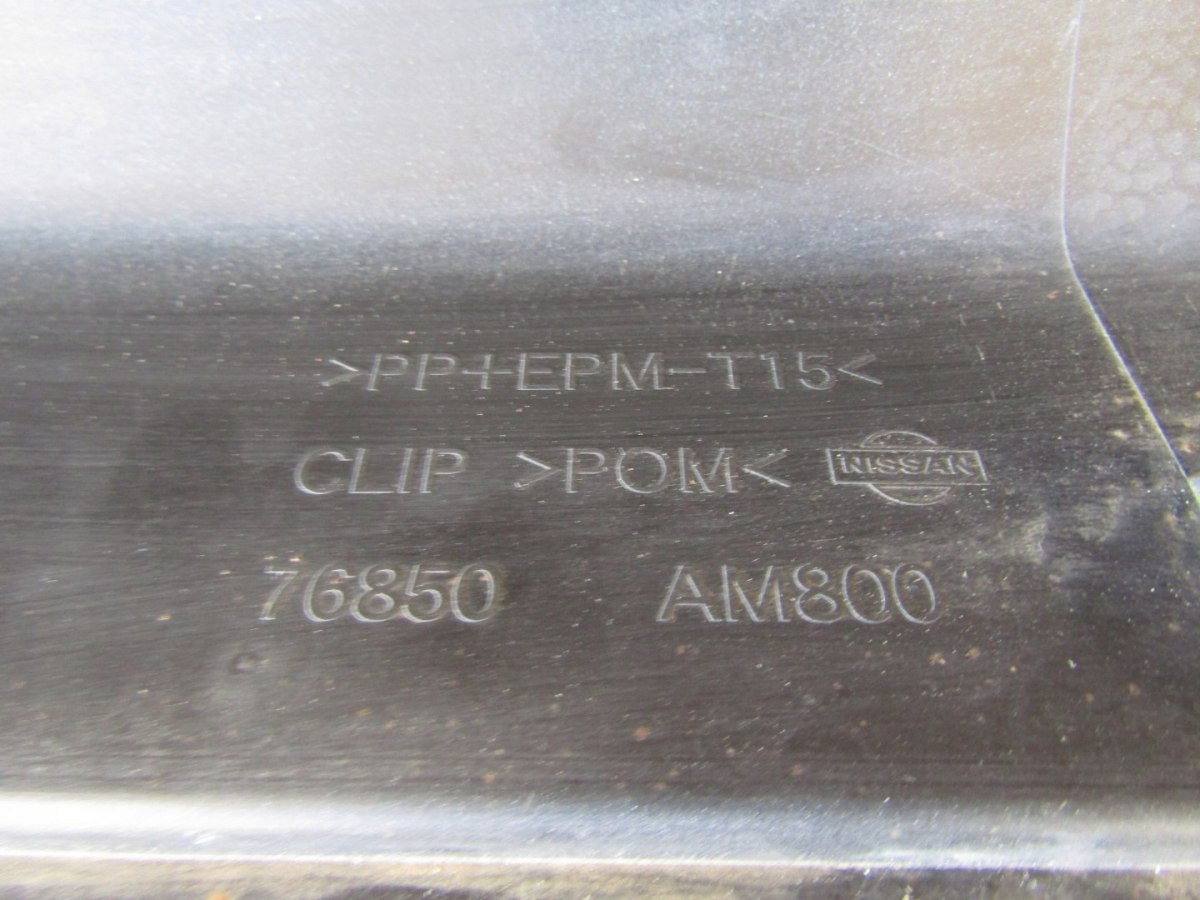 >PP+EPM-T15<
CLIP >POM< NISSAN
76850 AM800